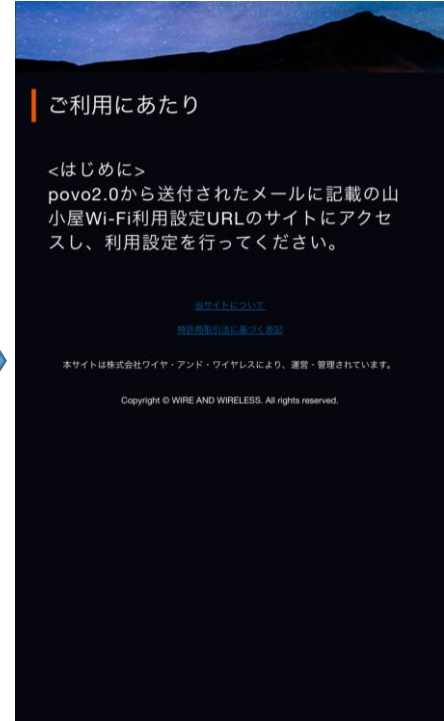 ご利用にあたり
<はじめに>
povo2.0から送付されたメールに記載の山
小屋Wi-Fi利用設定URLのサイトにアクセ
スし、利用設定を行ってください。
当サイトについて
特許商取引法に基づく表記
本サイトは株式会社ワイヤ・アンド・ワイヤレスにより、運営・管理されています。
Copyright © WIRE AND WIRELESS. All rights reserved.